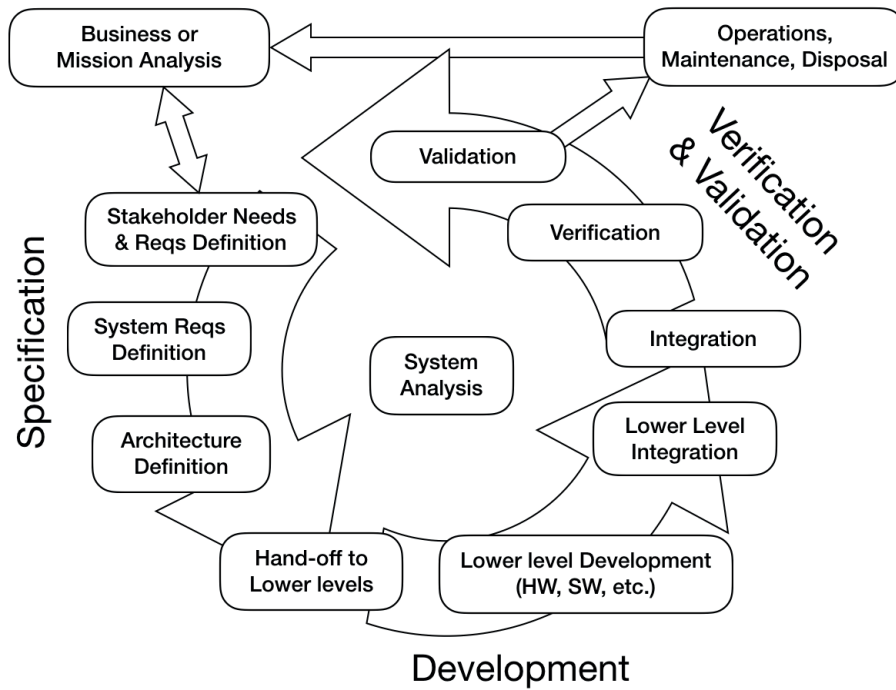 Business or
Mission Analysis
Operations,
Maintenance, Disposal
Validation
Verification
& Validation
Stakeholder Needs
& Reqs Definition
Verification
Specification
System Reqs
Definition
Integration
System
Analysis
Architecture
Definition
Lower Level
Integration
Hand-off to
Lower levels
Lower level Development
(HW, SW, etc.)
Development